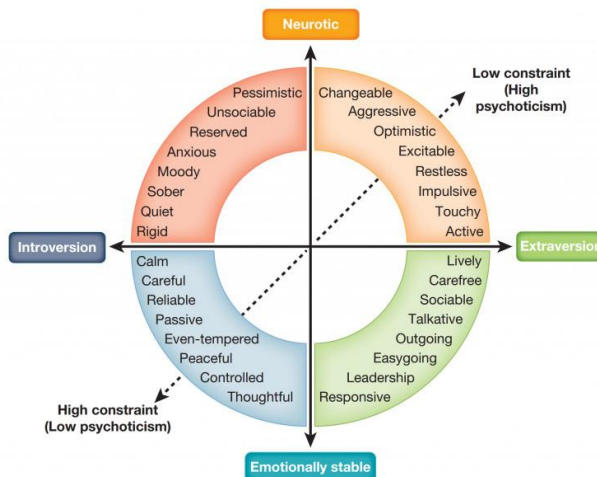 Neurotic
Low constraint
(High
psychoticism)
Pessimistic
Unsociable
Reserved
Anxious
Moody
Sober
Quiet
Rigid
Changeable
Aggressive
Optimistic
Excitable
Restless
Impulsive
Touchy
Active
Introversion
Extraversion
Calm
Careful
Reliable
Passive
Even-tempered
Peaceful
Controlled
Thoughtful
Lively
Carefree
Sociable
Talkative
Outgoing
Easygoing
Leadership
Responsive
High constraint
(Low psychoticism)
Emotionally stable